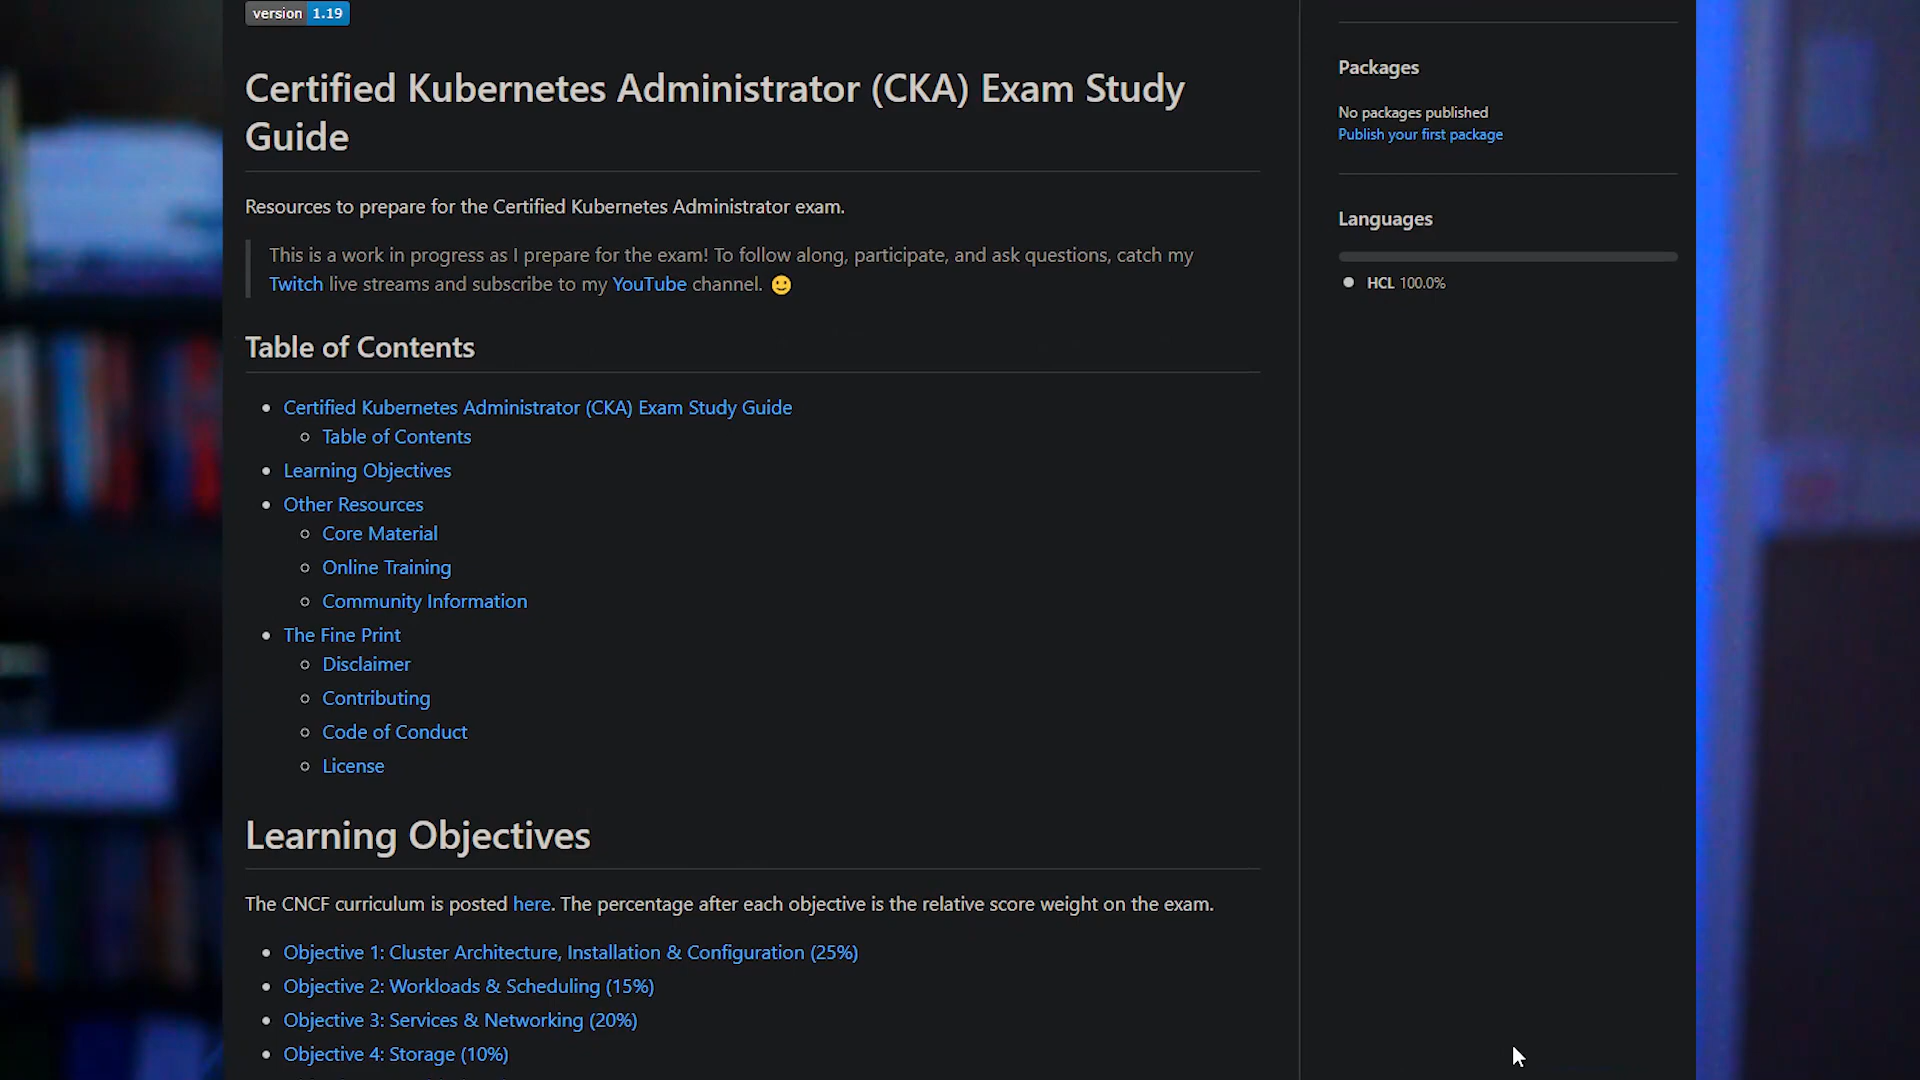 version 1.19
Certified Kubernetes Administrator (CKA) Exam Study
Guide
Resources to prepare for the Certified Kubernetes Administrator exam.
This is a work in progress as I prepare for the exam! To follow along, participate, and ask questions, catch my
Twitch live streams and subscribe to my YouTube channel. 🙂
Table of Contents
Certified Kubernetes Administrator (CKA) Exam Study Guide
Table of Contents
Learning Objectives
Other Resources
Core Material
Online Training
Community Information
The Fine Print
Disclaimer
Contributing
Code of Conduct
License
Learning Objectives
The CNCF curriculum is posted here. The percentage after each objective is the relative score weight on the exam.
Objective 1: Cluster Architecture, Installation & Configuration (25%)
Objective 2: Workloads & Scheduling (15%)
Objective 3: Services & Networking (20%)
Objective 4: Storage (10%)
Packages
No packages published
Publish your first package
Languages
HCL 100.0%